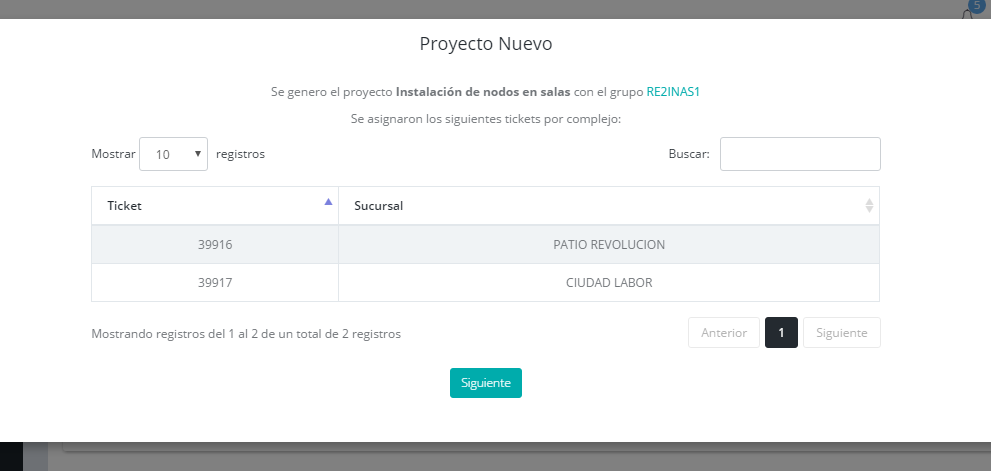 5
Proyecto Nuevo
Se genero el proyecto Instalación de nodos en salas con el grupo RE2INAS1
Se asignaron los siguientes tickets por complejo:
Mostrar 10 registros Buscar:
Ticket Sucursal
39916 PATIO REVOLUCION
39917 CIUDAD LABOR
Mostrando registros del 1 al 2 de un total de 2 registros Anterior 1 Siguiente
Siguiente